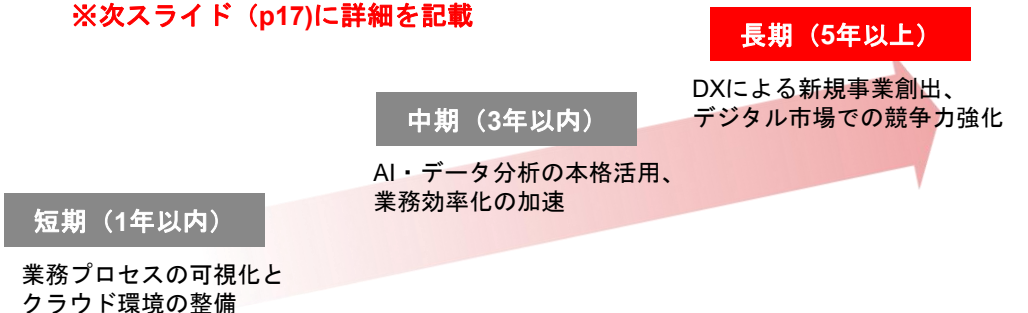 ※次スライド（p17)に詳細を記載
長期（5年以上）
DXによる新規事業創出、
デジタル市場での競争力強化
中期（3年以内）
AI・データ分析の本格活用、
業務効率化の加速
短期（1年以内）
業務プロセスの可視化と
クラウド環境の整備